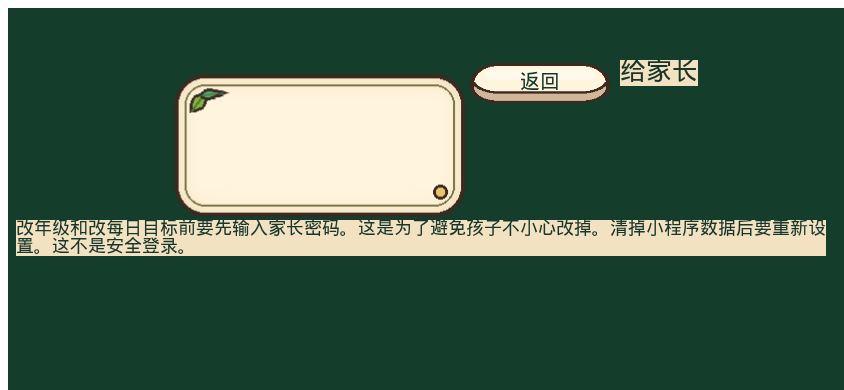 返回
给家长
改年级和改每日目标前要先输入家长密码。这是为了避免孩子不小心改掉。清掉小程序数据后要重新设
置。这不是安全登录。